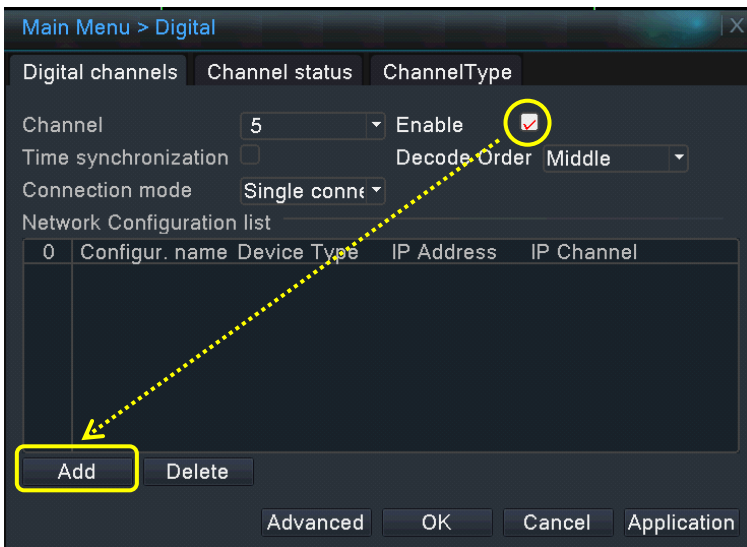 Main Menu > Digital X
Digital channels Channel status ChannelType
Channel 5 Enable
Time synchronization Decode Order Middle
Connection mode Single conne
Network Configuration list
0 Configur. name Device Type IP Address IP Channel
Add Delete
Advanced OK Cancel Application